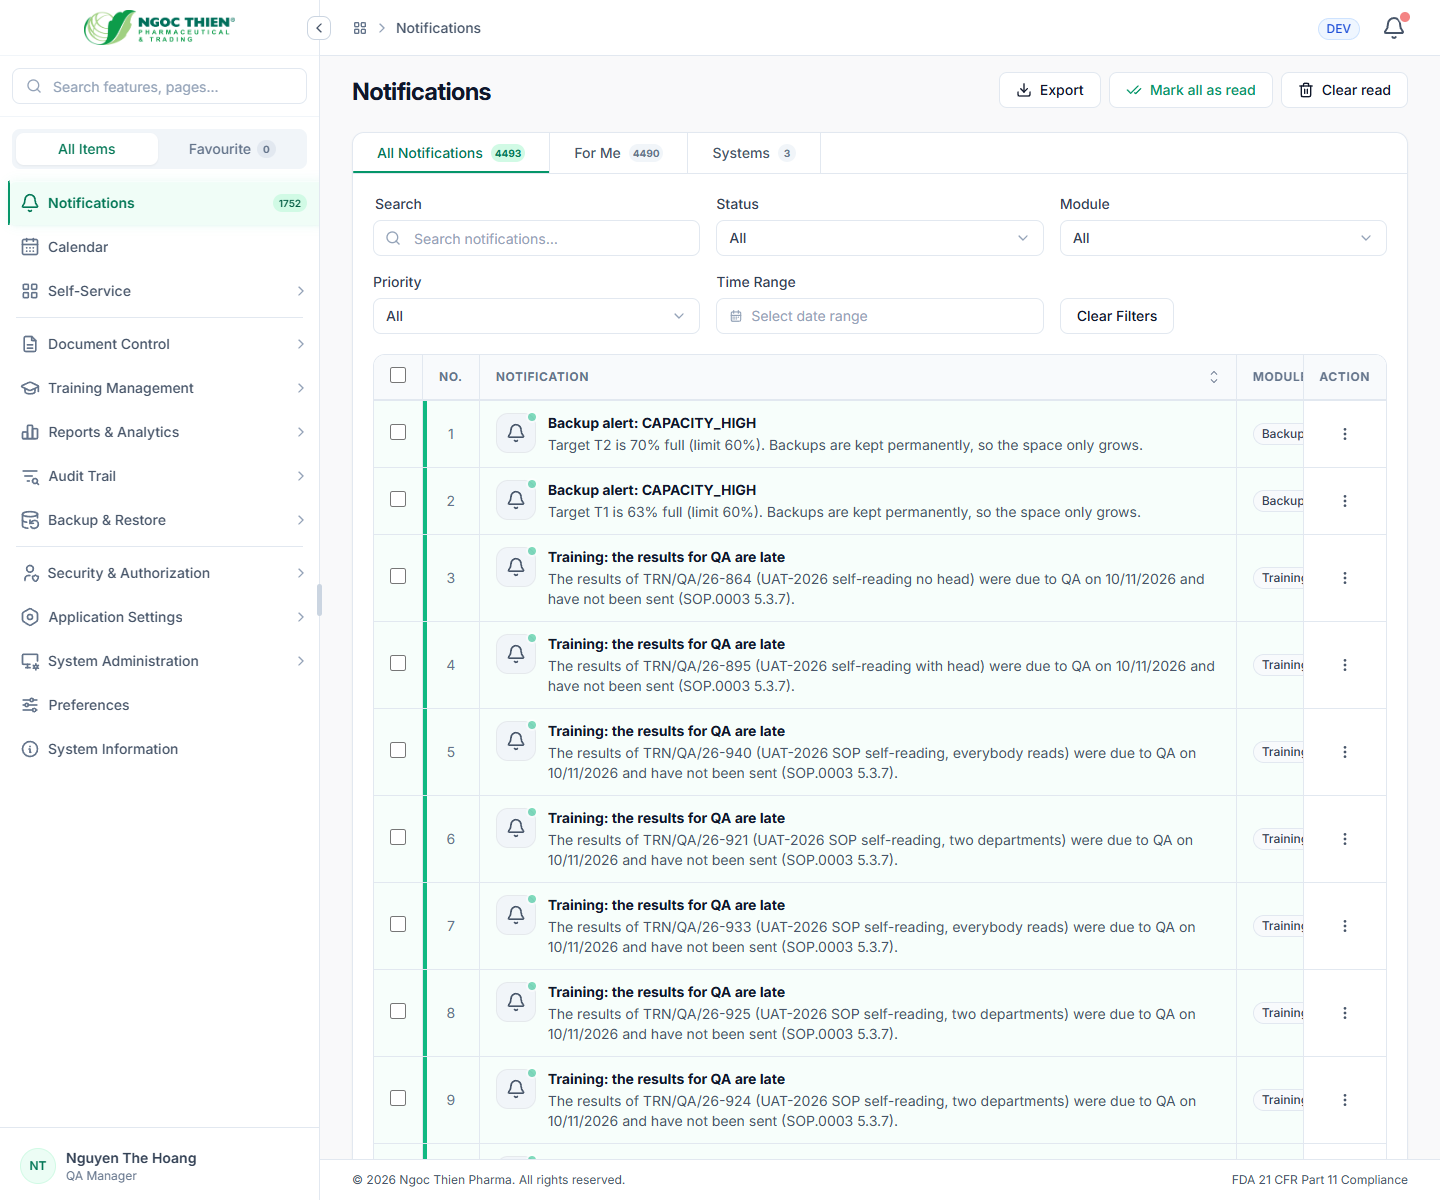 NGOC THIEN®
PHARMACEUTICAL
& TRADING
Search features, pages...
All Items
Favourite 0
Notifications 1752
Calendar
Self-Service
Document Control
Training Management
Reports & Analytics
Audit Trail
Backup & Restore
Security & Authorization
Application Settings
System Administration
Preferences
System Information
NT
Nguyen The Hoang
QA Manager
Notifications
DEV
Notifications
Export
Mark all as read
Clear read
All Notifications 4493
For Me 4490
Systems 3
Search
Status
Module
Search notifications...
All
All
Priority
Time Range
All
Select date range
Clear Filters
NO.
NOTIFICATION
MODULE
ACTION
1
Backup alert: CAPACITY_HIGH
Target T2 is 70% full (limit 60%). Backups are kept permanently, so the space only grows.
Backup
2
Backup alert: CAPACITY_HIGH
Target T1 is 63% full (limit 60%). Backups are kept permanently, so the space only grows.
Backup
3
Training: the results for QA are late
The results of TRN/QA/26-864 (UAT-2026 self-reading no head) were due to QA on 10/11/2026 and
have not been sent (SOP.0003 5.3.7).
Training
4
Training: the results for QA are late
The results of TRN/QA/26-895 (UAT-2026 self-reading with head) were due to QA on 10/11/2026 and
have not been sent (SOP.0003 5.3.7).
Training
5
Training: the results for QA are late
The results of TRN/QA/26-940 (UAT-2026 SOP self-reading, everybody reads) were due to QA on
10/11/2026 and have not been sent (SOP.0003 5.3.7).
Training
6
Training: the results for QA are late
The results of TRN/QA/26-921 (UAT-2026 SOP self-reading, two departments) were due to QA on
10/11/2026 and have not been sent (SOP.0003 5.3.7).
Training
7
Training: the results for QA are late
The results of TRN/QA/26-933 (UAT-2026 SOP self-reading, everybody reads) were due to QA on
10/11/2026 and have not been sent (SOP.0003 5.3.7).
Training
8
Training: the results for QA are late
The results of TRN/QA/26-925 (UAT-2026 SOP self-reading, two departments) were due to QA on
10/11/2026 and have not been sent (SOP.0003 5.3.7).
Training
9
Training: the results for QA are late
The results of TRN/QA/26-924 (UAT-2026 SOP self-reading, two departments) were due to QA on
10/11/2026 and have not been sent (SOP.0003 5.3.7).
Training
© 2026 Ngoc Thien Pharma. All rights reserved.
FDA 21 CFR Part 11 Compliance